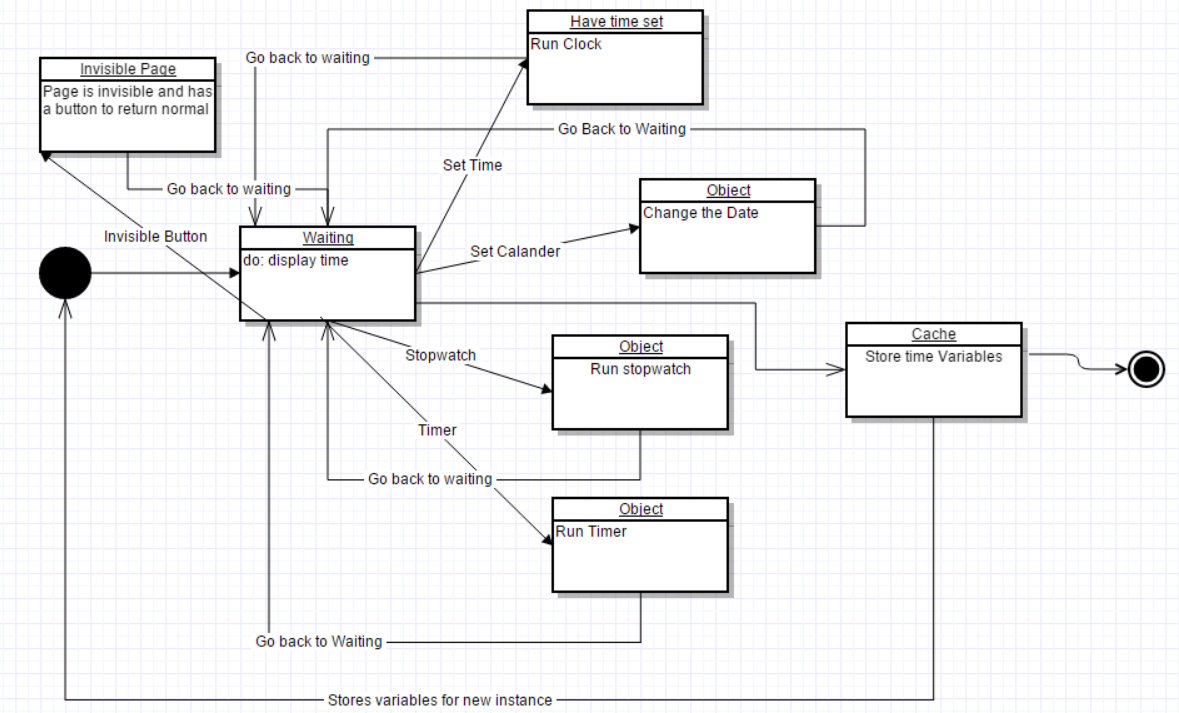 Have time set
Run Clock
Go back to waiting
Invisible Page
Page is invisible and has
a button to return normal
Go Back to Waiting
Set Time
Go back to waiting
Object
Change the Date
Invisible Button
Waiting
do: display time
Set Calander
Cache
Store time Variables
Stopwatch
Object
Run stopwatch
Timer
Go back to waiting
Object
Run Timer
Go back to Waiting
Stores variables for new instance